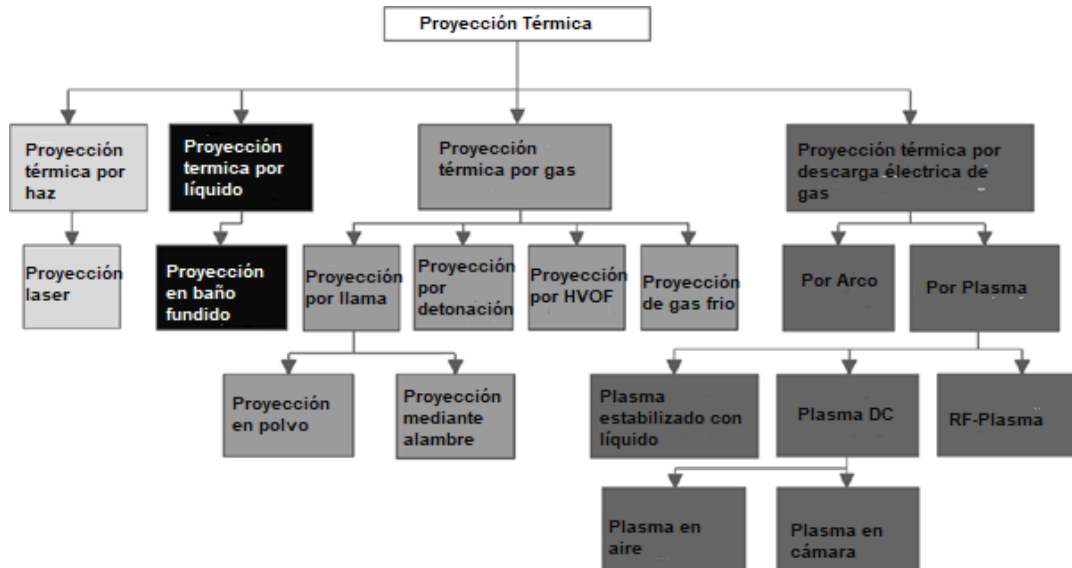 Proyección Térmica
Proyección
térmica por
haz
Proyección
termica por
líquido
Proyección
térmica por gas
Proyección térmica por
descarga éléctrica de
gas
Proyección
laser
Proyección
en baño
fundido
Proyección
por llama
Proyección
por
detonación
Proyección
por HVOF
Proyección
de gas frio
Por Arco
Por Plasma
Proyección
en polvo
Proyección
mediante
alambre
Plasma
estabilizado con
líquido
Plasma DC
RF-Plasma
Plasma en
aire
Plasma en
cámara